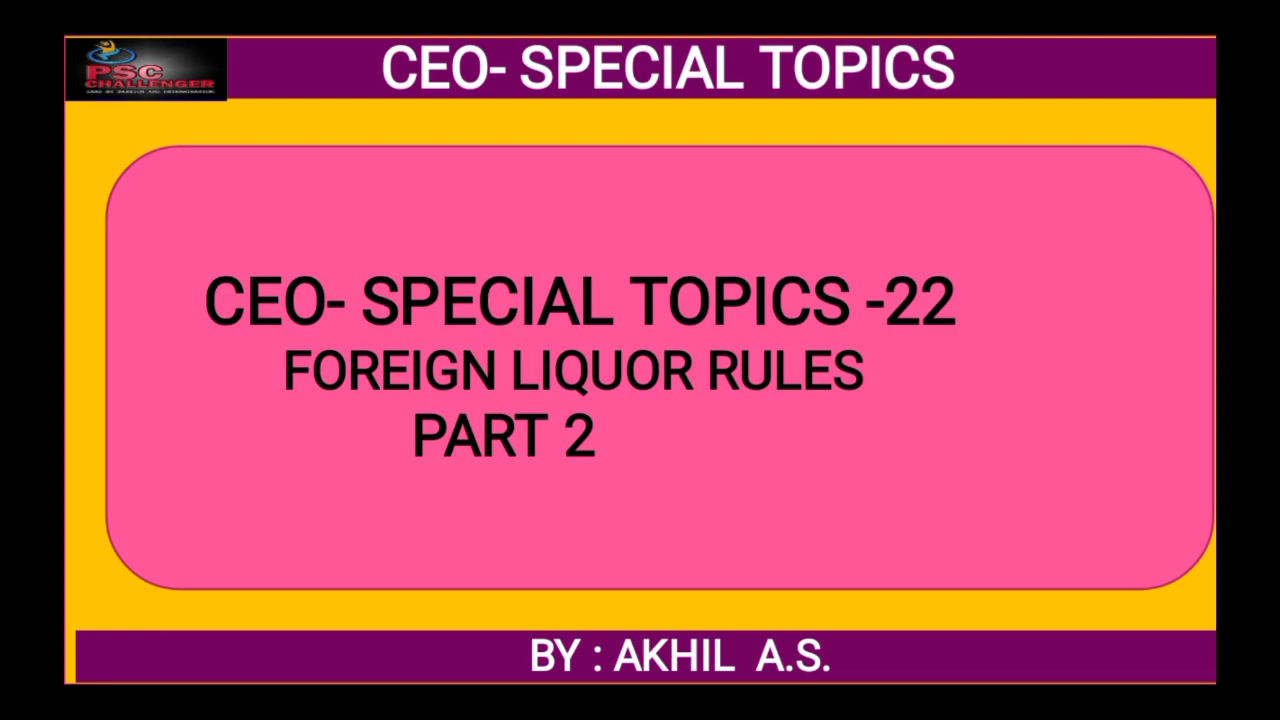 PSC
CHALLENGER
CEO- SPECIAL TOPICS
CEO- SPECIAL TOPICS -22
FOREIGN LIQUOR RULES
PART 2
BY : AKHIL A.S.